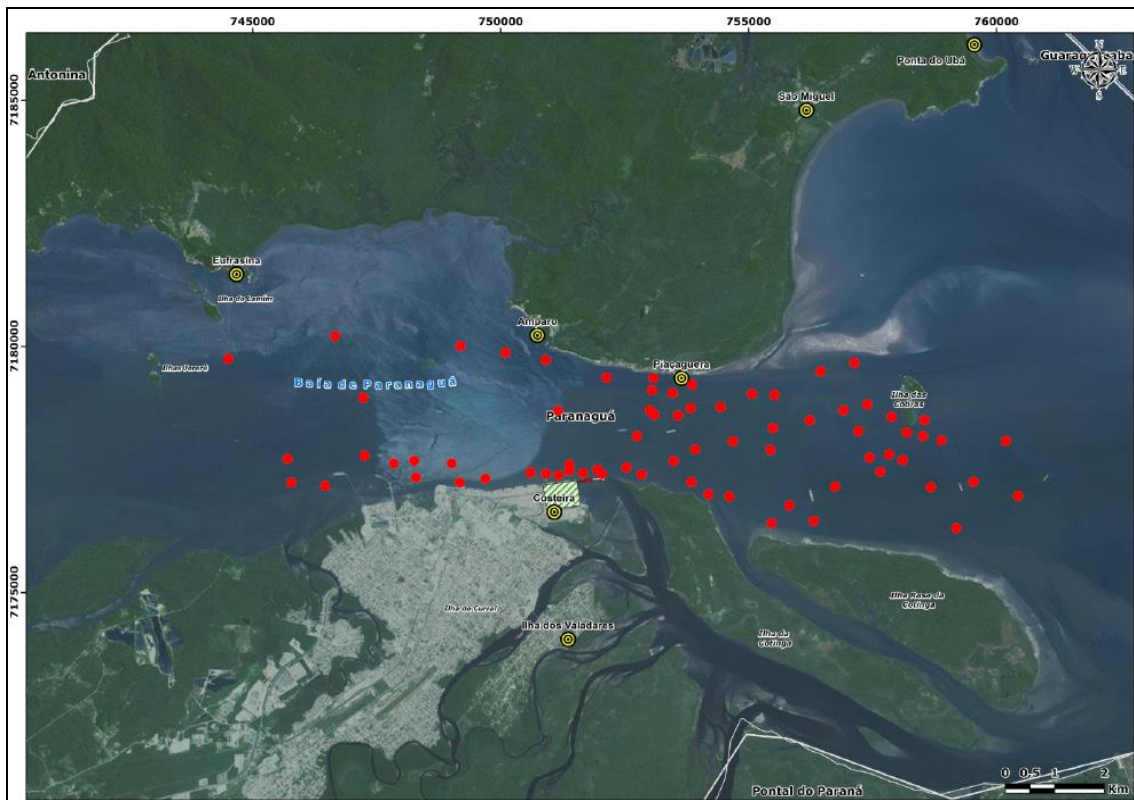 745000 750000 755000 760000
Antonina
Ponta do Ubá
N
W E
S
7185000
São Miguel
Eufrasina
Ilha do Lamim
Amparo
7180000
Piaçaguera
Baía de Paranaguá
Paranaguá
Ilha das
Cobras
Costeira
7175000
Ilha do Curral
Ilha Rasa da
Cotinga
Ilha dos Valadares
Ilha da
Cotinga
0 0,5 1 2
Km
Pontal do Paraná